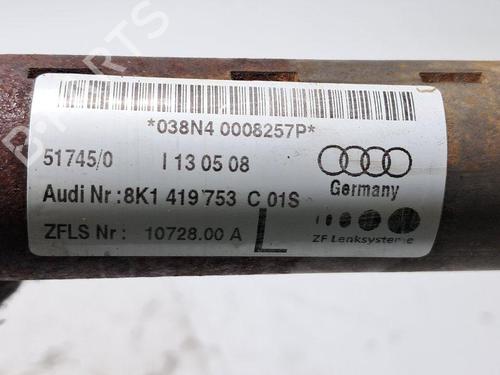 *038N4 0008257P*
51745/0 I 13 05 08
Germany
Audi Nr:8K1 419 753 C 01S
ZFLS Nr: 10728.00 A L
ZF Lenksysteme
B-PARTS